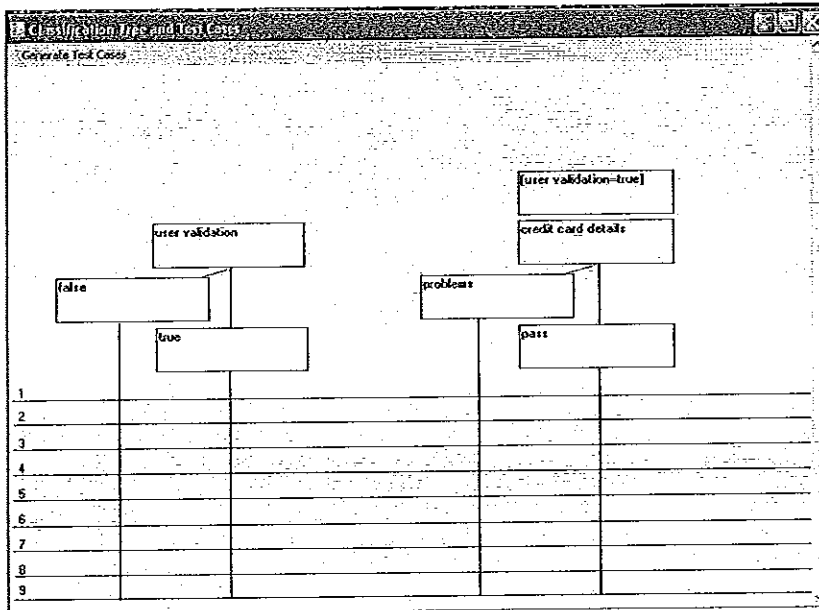 Classification Tree and Test Cases
Generate Test Cases
[user validation=true]
user validation
credit card details
false
problems
true
pass
1
2
3
4
5
6
7
8
9